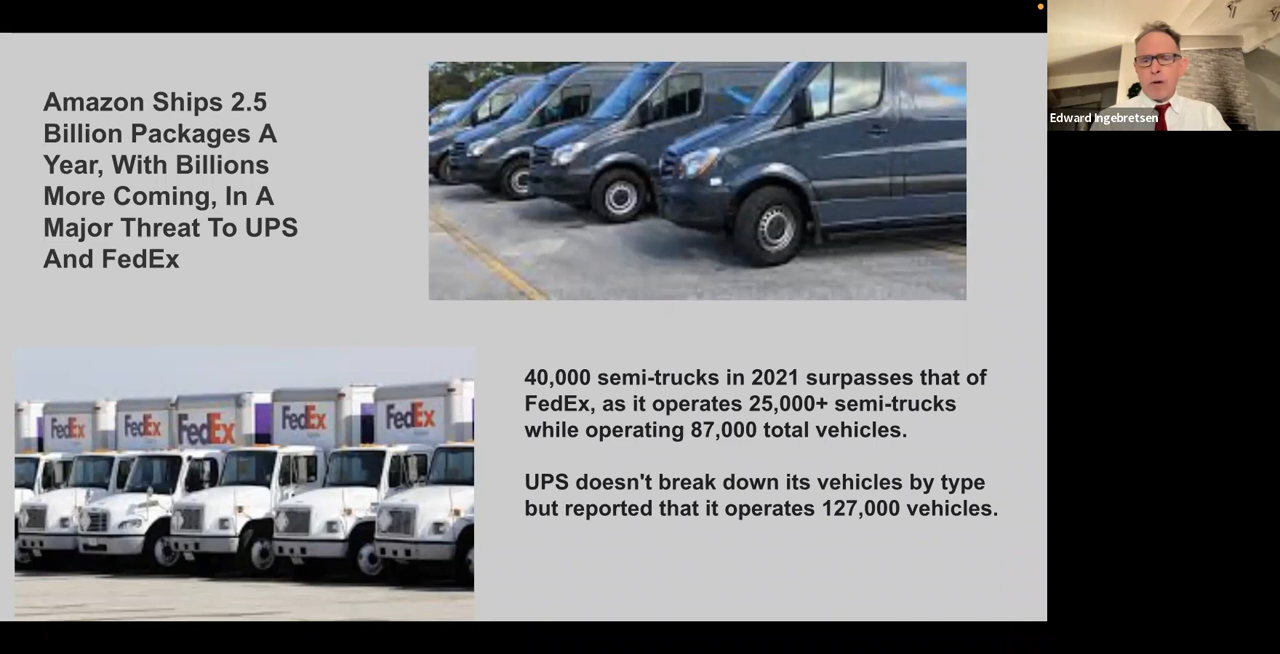 Amazon Ships 2.5
Billion Packages A
Year, With Billions
More Coming, In A
Major Threat To UPS
And FedEx
Edward Ingebretsen
40,000 semi-trucks in 2021 surpasses that of
FedEx, as it operates 25,000+ semi-trucks
while operating 87,000 total vehicles.
UPS doesn't break down its vehicles by type
but reported that it operates 127,000 vehicles.
FedEx
FedEx
FedEx
FedEx
FedEx